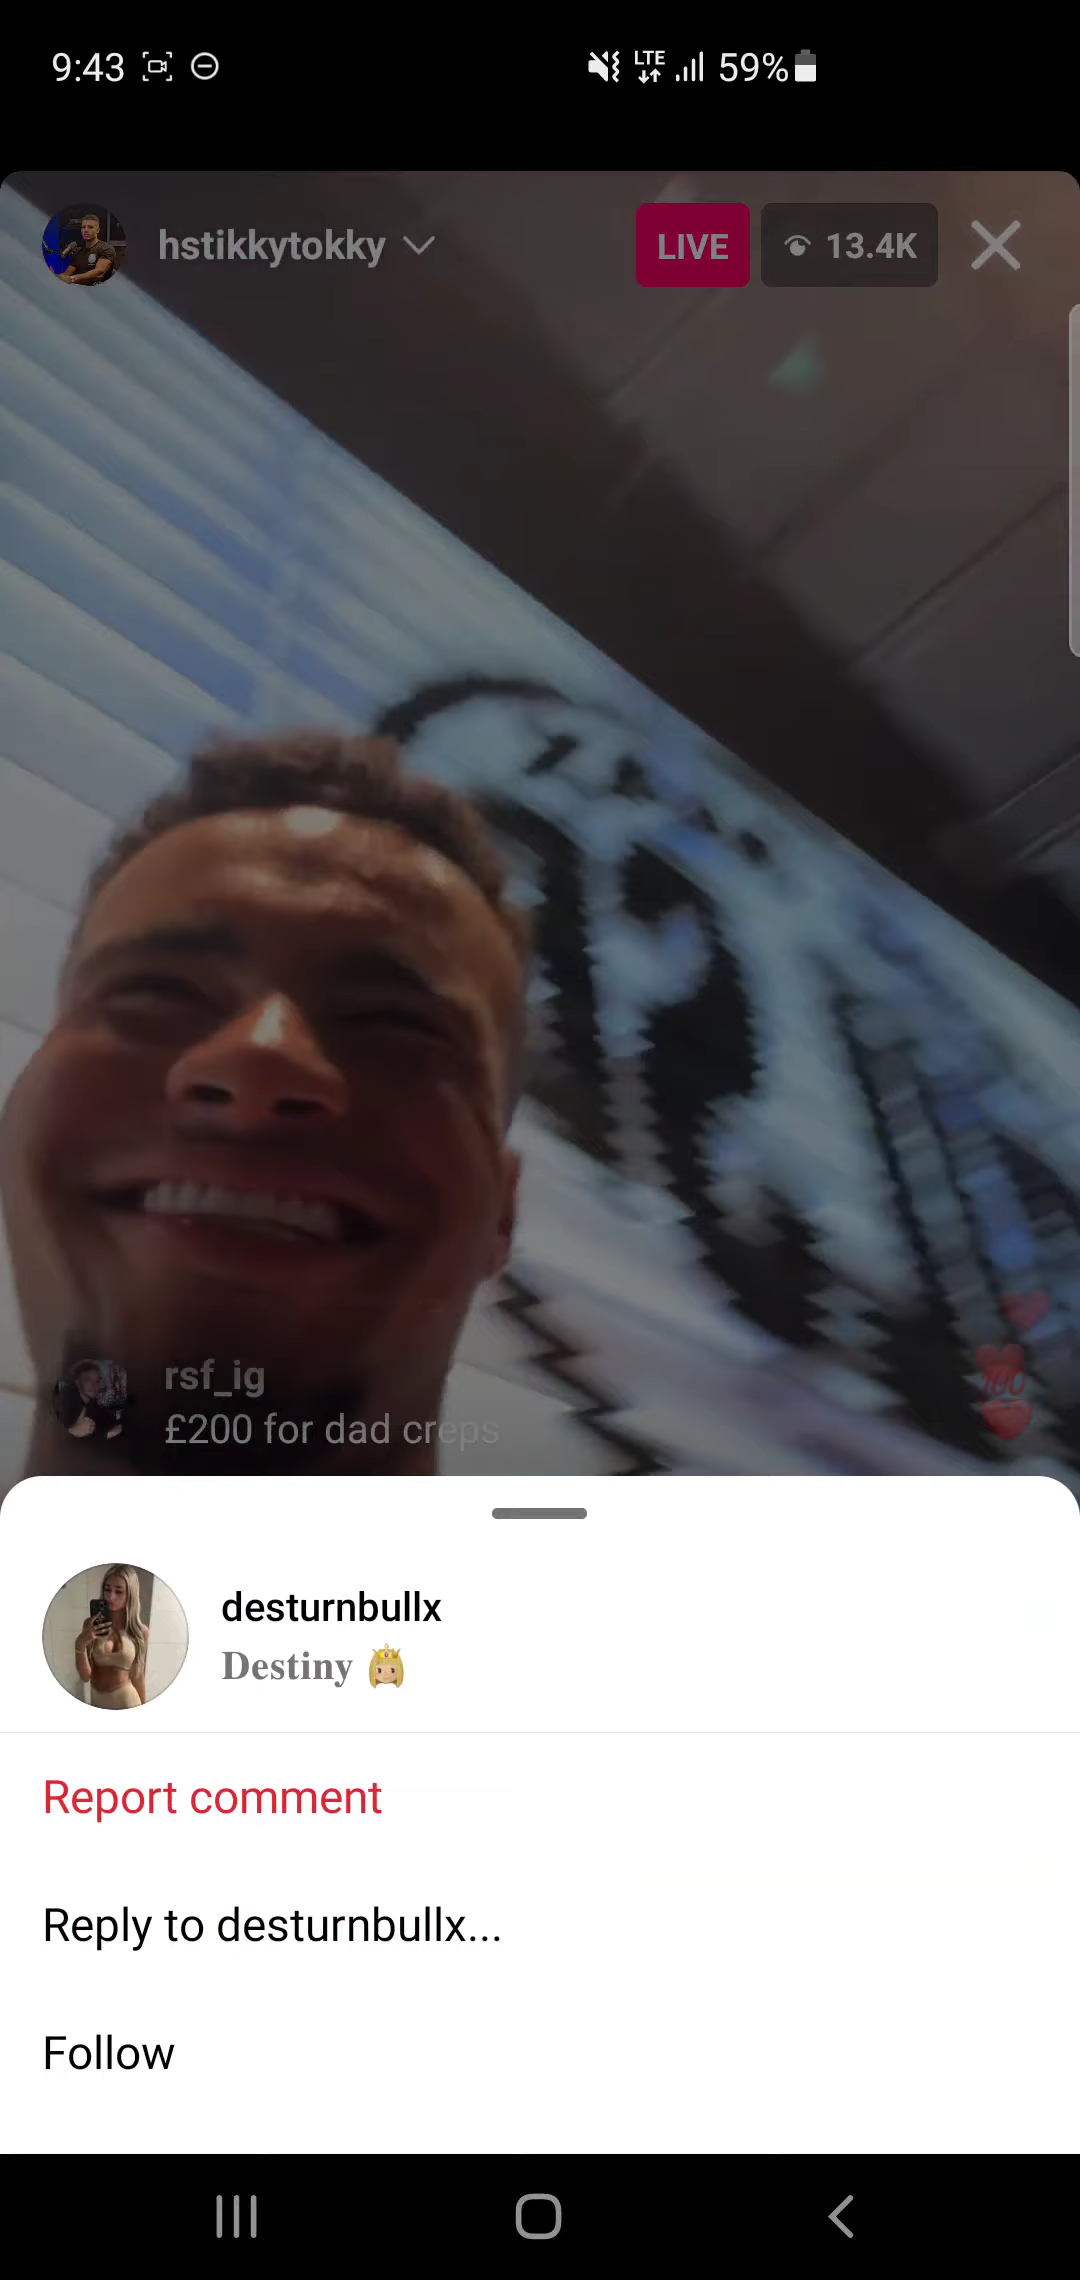 9:43 LTE 59%
hstikkytokky LIVE 13.4K
rsf_ig
£200 for dad creps
desturnbullx
Destiny 👸🏼
Report comment
Reply to desturnbullx...
Follow